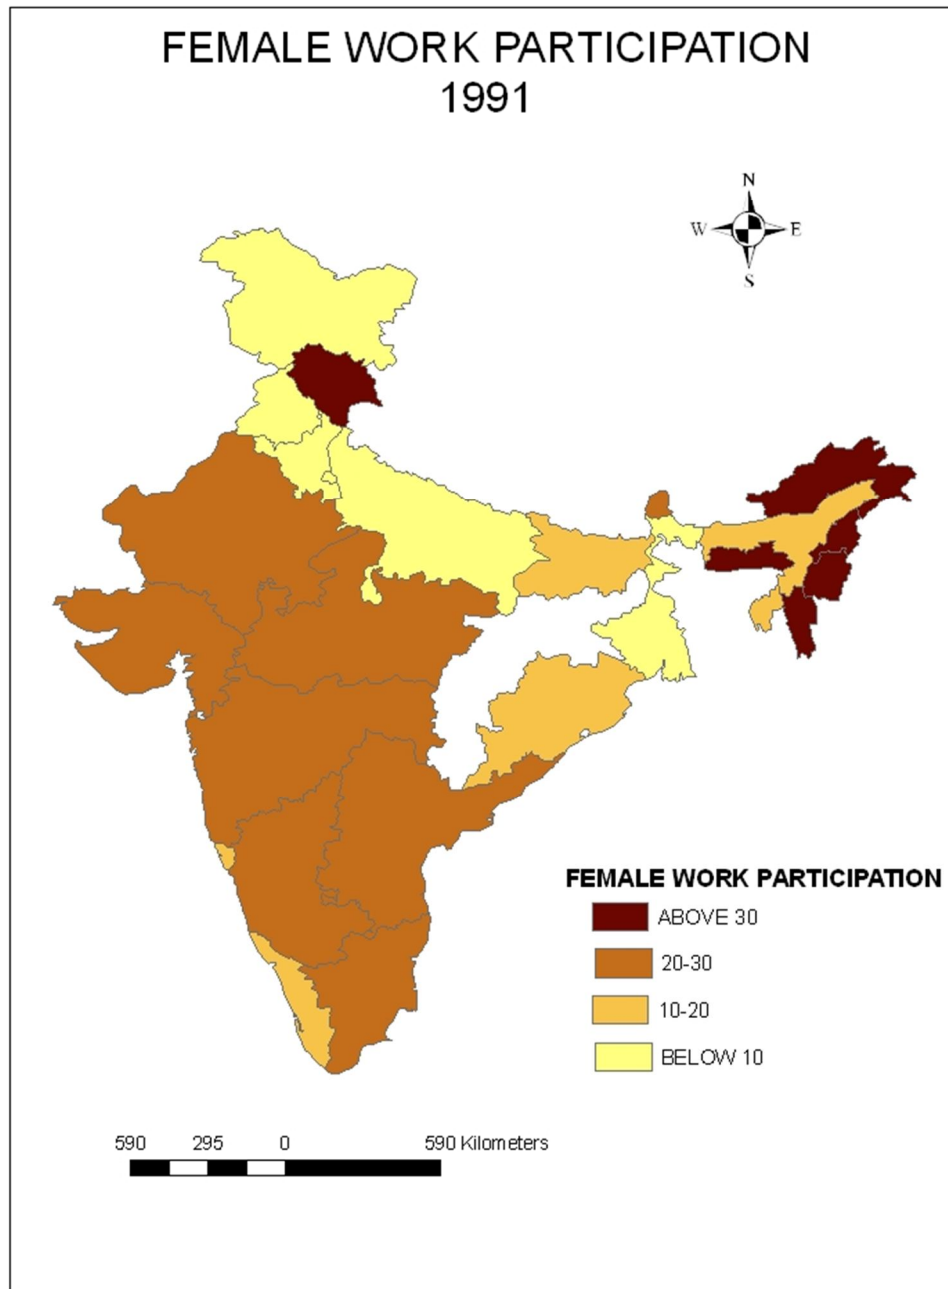 FEMALE WORK PARTICIPATION
1991
N
W E
S
FEMALE WORK PARTICIPATION
ABOVE 30
20-30
10-20
BELOW 10
590 295 0 590 Kilometers